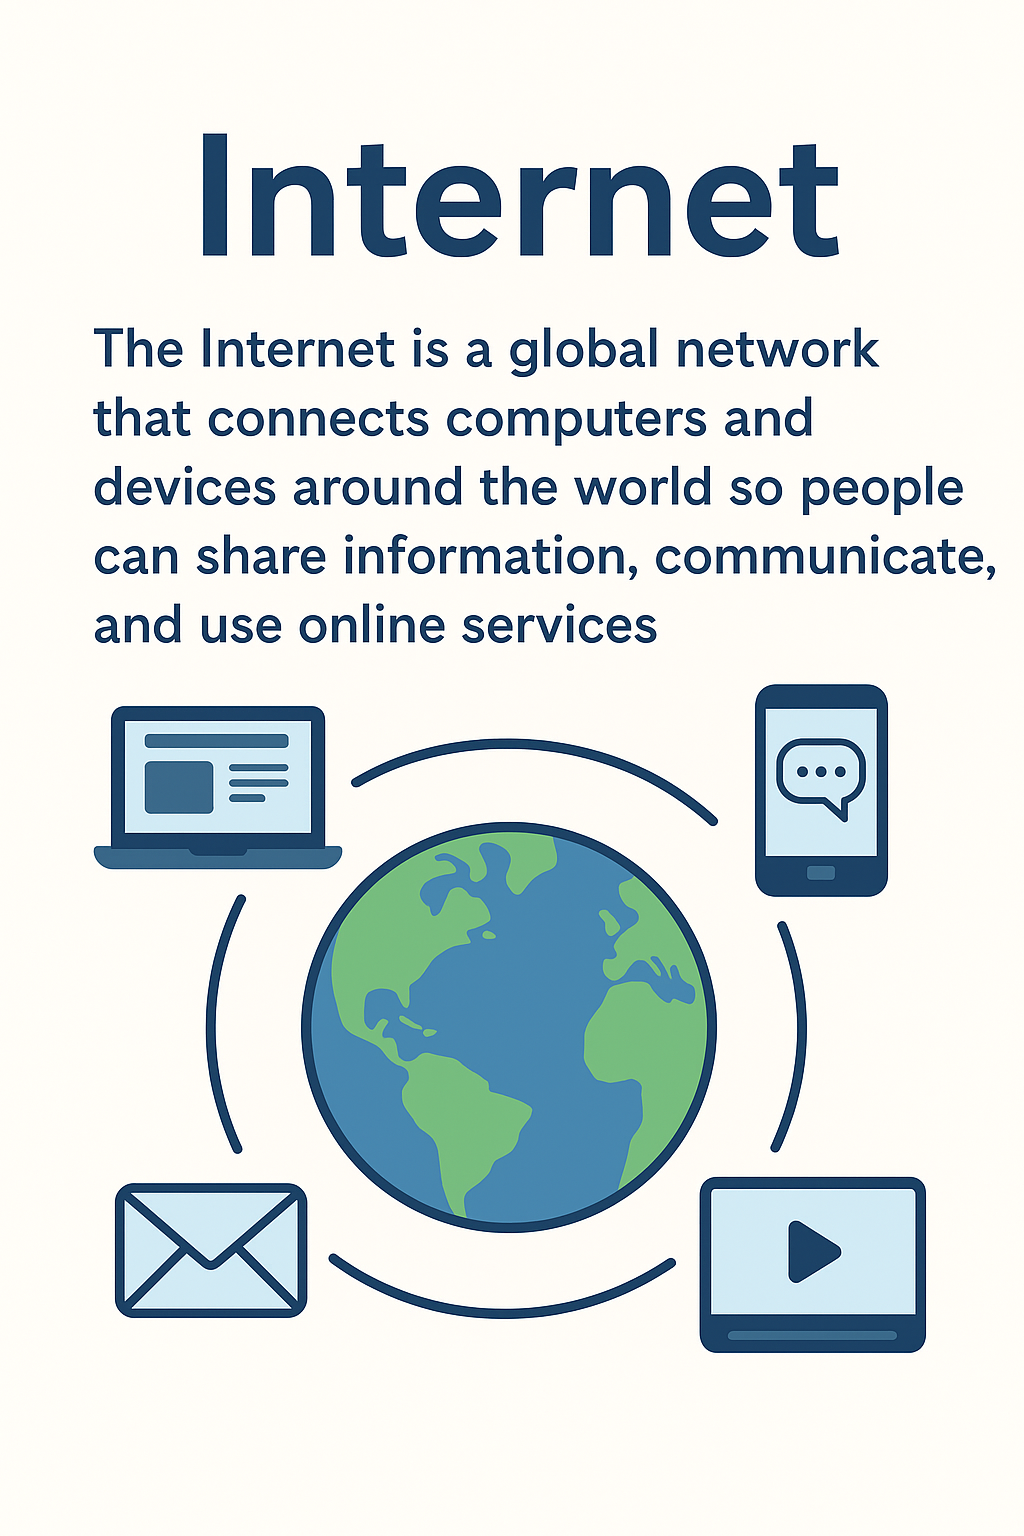 Internet
The Internet is a global network
that connects computers and
devices around the world so people
can share information, communicate,
and use online services